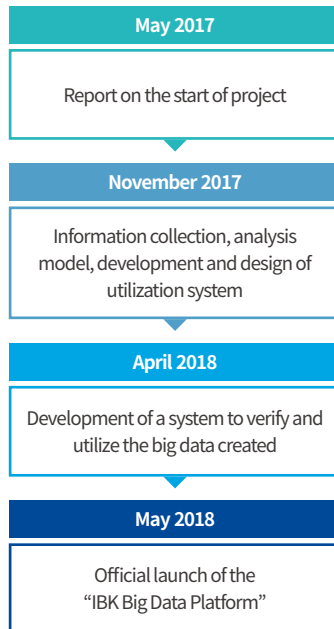 May 2017
Report on the start of project
November 2017
Information collection, analysis
model, development and design of
utilization system
April 2018
Development of a system to verify and
utilize the big data created
May 2018
Official launch of the
“IBK Big Data Platform”